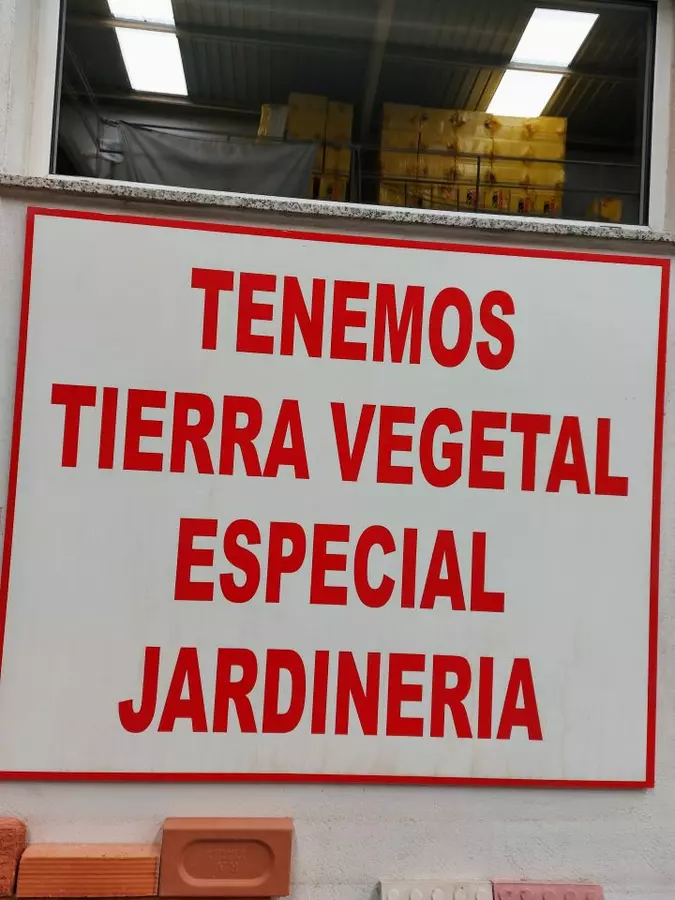 TENEMOS
TIERRA VEGETAL
ESPECIAL
JARDINERIA